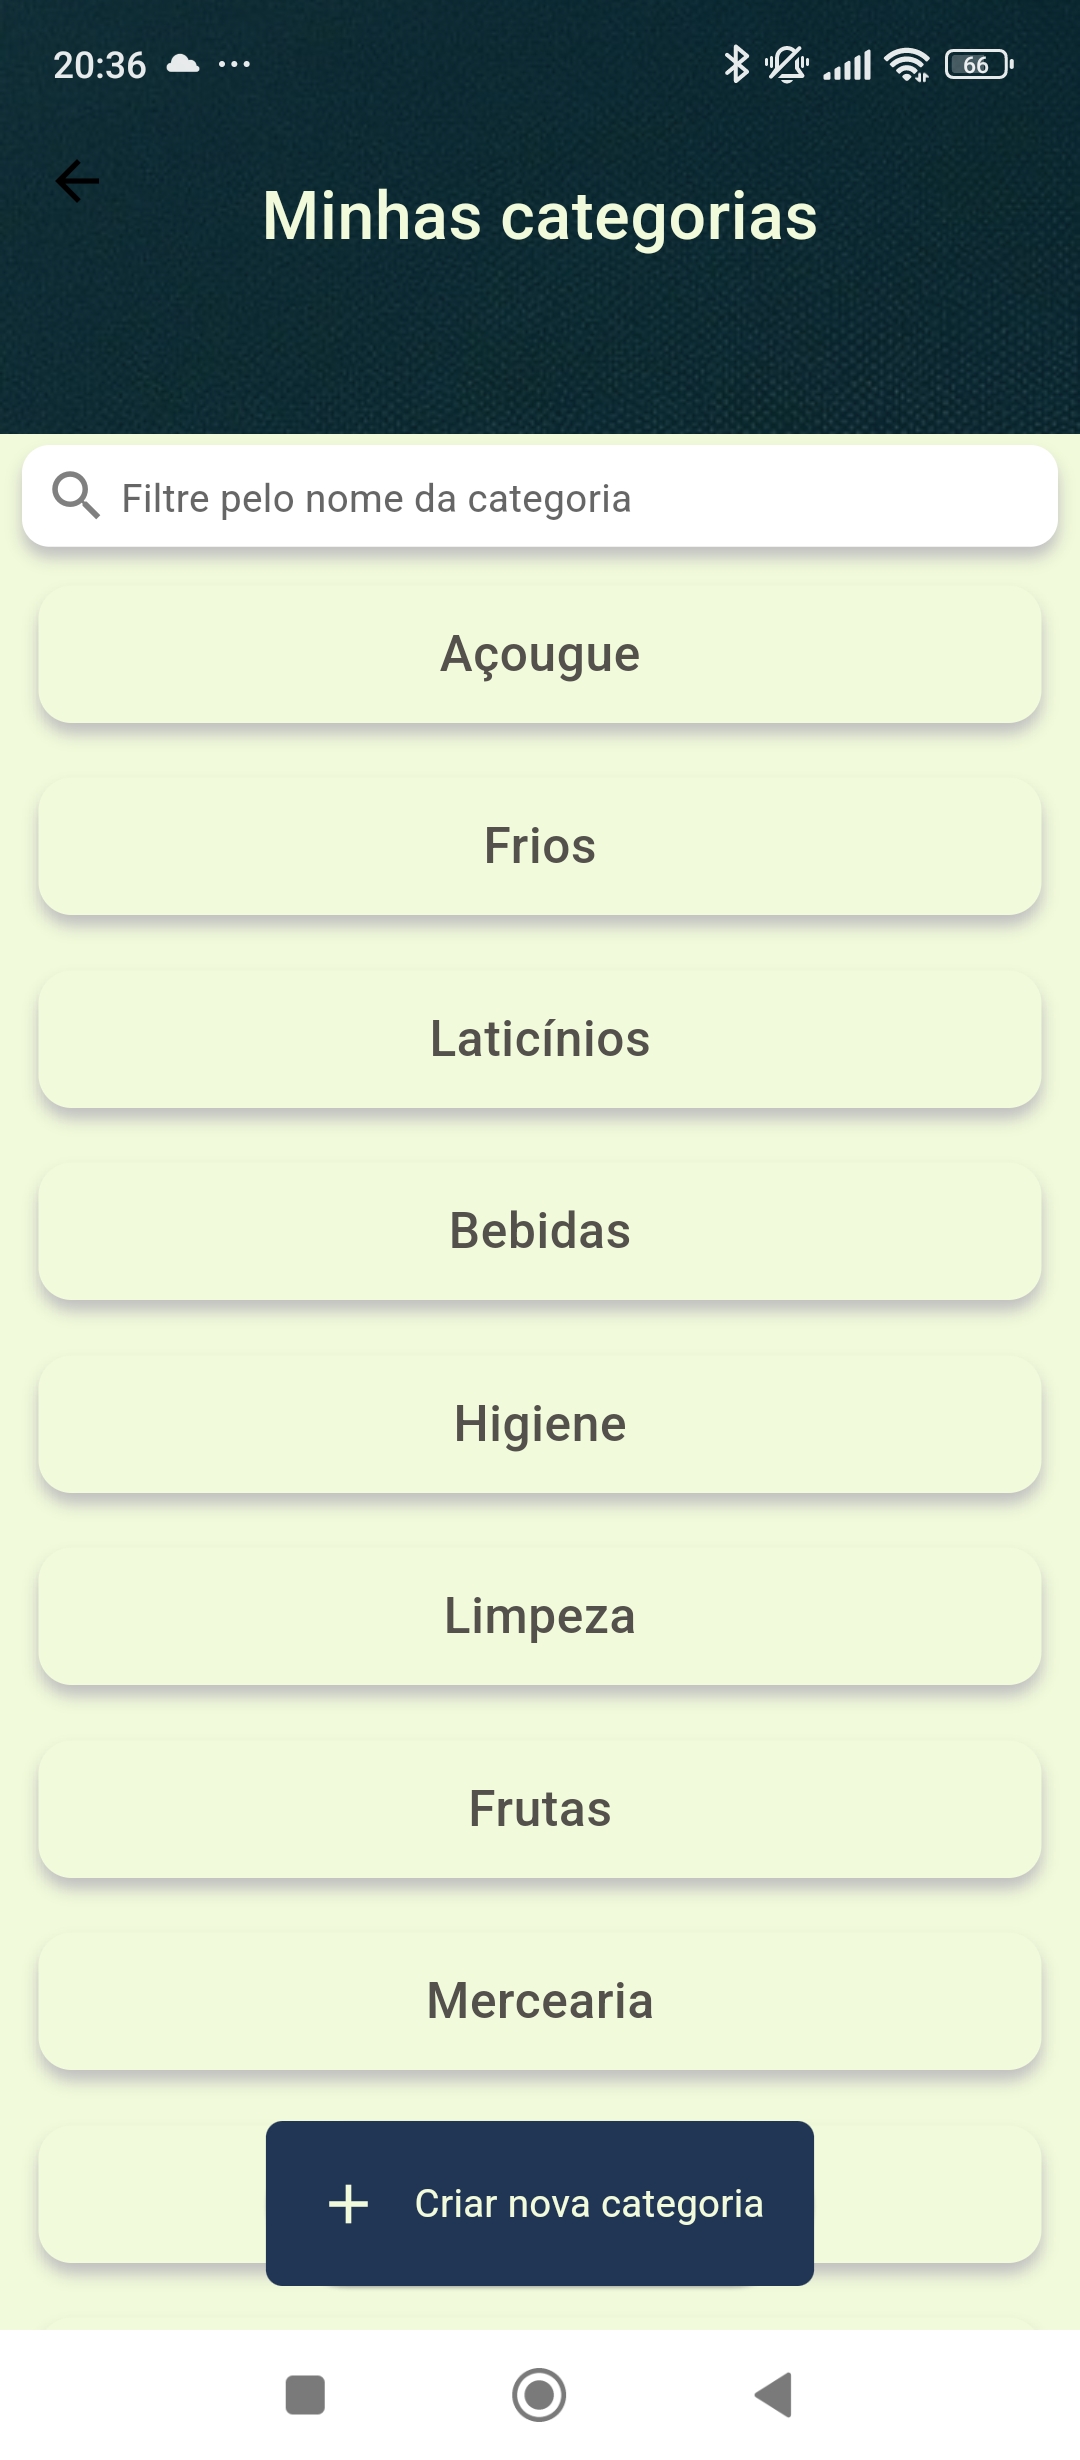 20:36
66
Minhas categorias
Filtre pelo nome da categoria
Açougue
Frios
Laticínios
Bebidas
Higiene
Limpeza
Frutas
Mercearia
Criar nova categoria